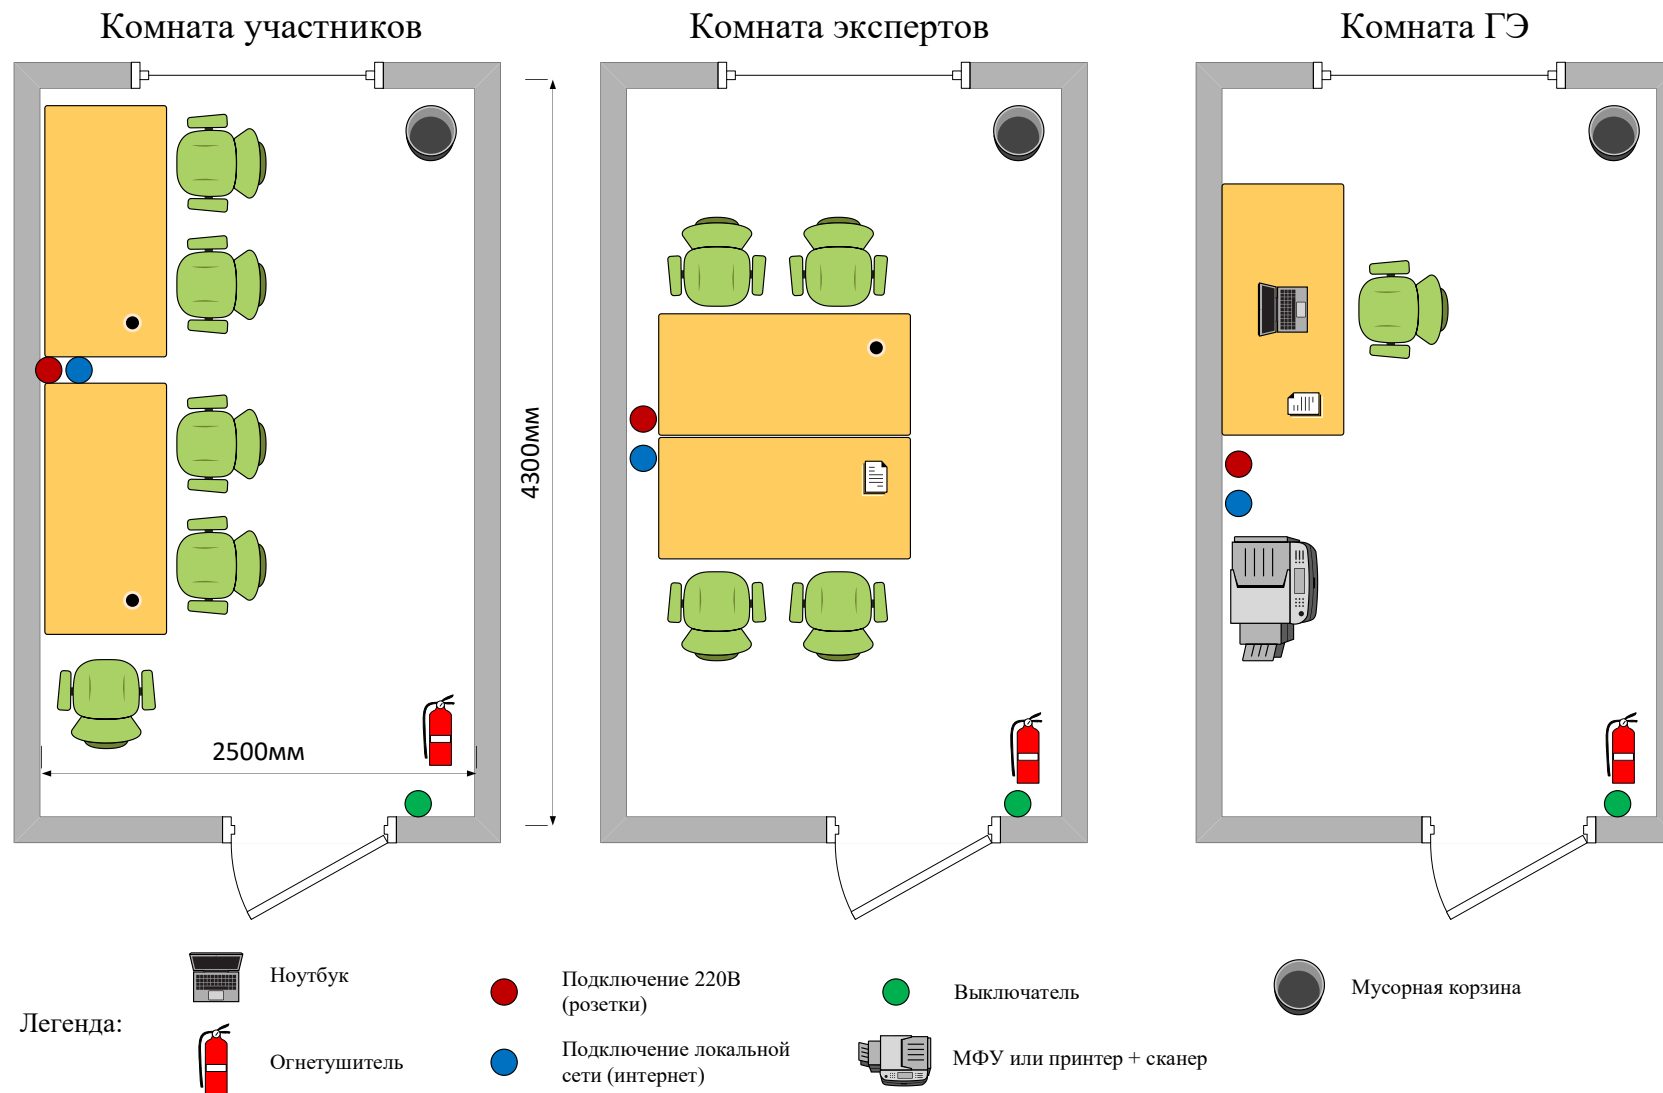 Комната участников
Комната экспертов
Комната ГЭ
4300мм
2500мм
Легенда:
Ноутбук
Огнетушитель
Подключение 220В
(розетки)
Подключение локальной
сети (интернет)
Выключатель
МФУ или принтер + сканер
Мусорная корзина